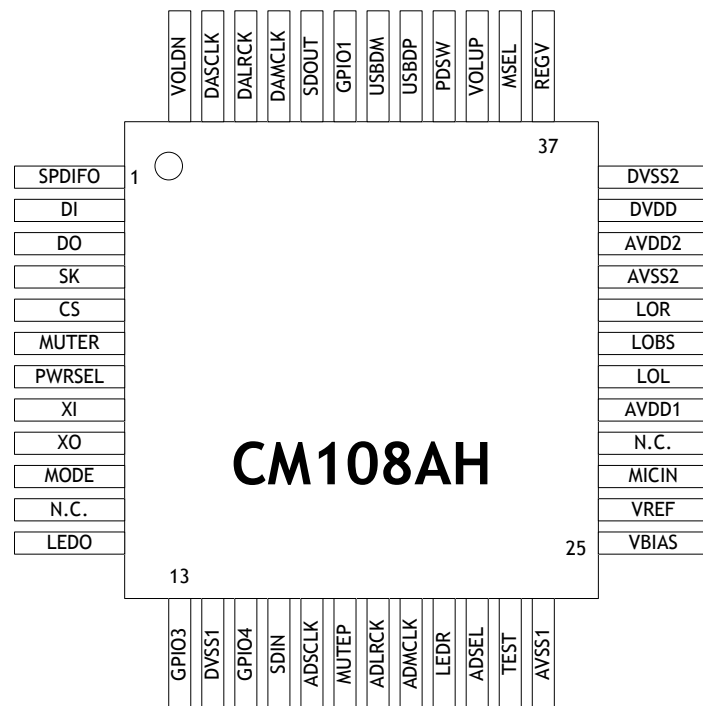 VOLDN
DASCLK
DALRCK
DAMCLK
SDOUT
GPIO1
USBDM
USBDP
PDSW
VOLUP
MSEL
REGV
37
SPDIFO
1
DI
DO
SK
CS
MUTER
PWRSEL
XI
XO
MODE
N.C.
LEDO
DVSS2
DVDD
AVDD2
AVSS2
LOR
LOBS
LOL
AVDD1
N.C.
MICIN
VREF
VBIAS
CM108AH
25
13
GPIO3
DVSS1
GPIO4
SDIN
ADSCLK
MUTEP
ADLRCK
ADMCLK
LEDR
ADSEL
TEST
AVSS1